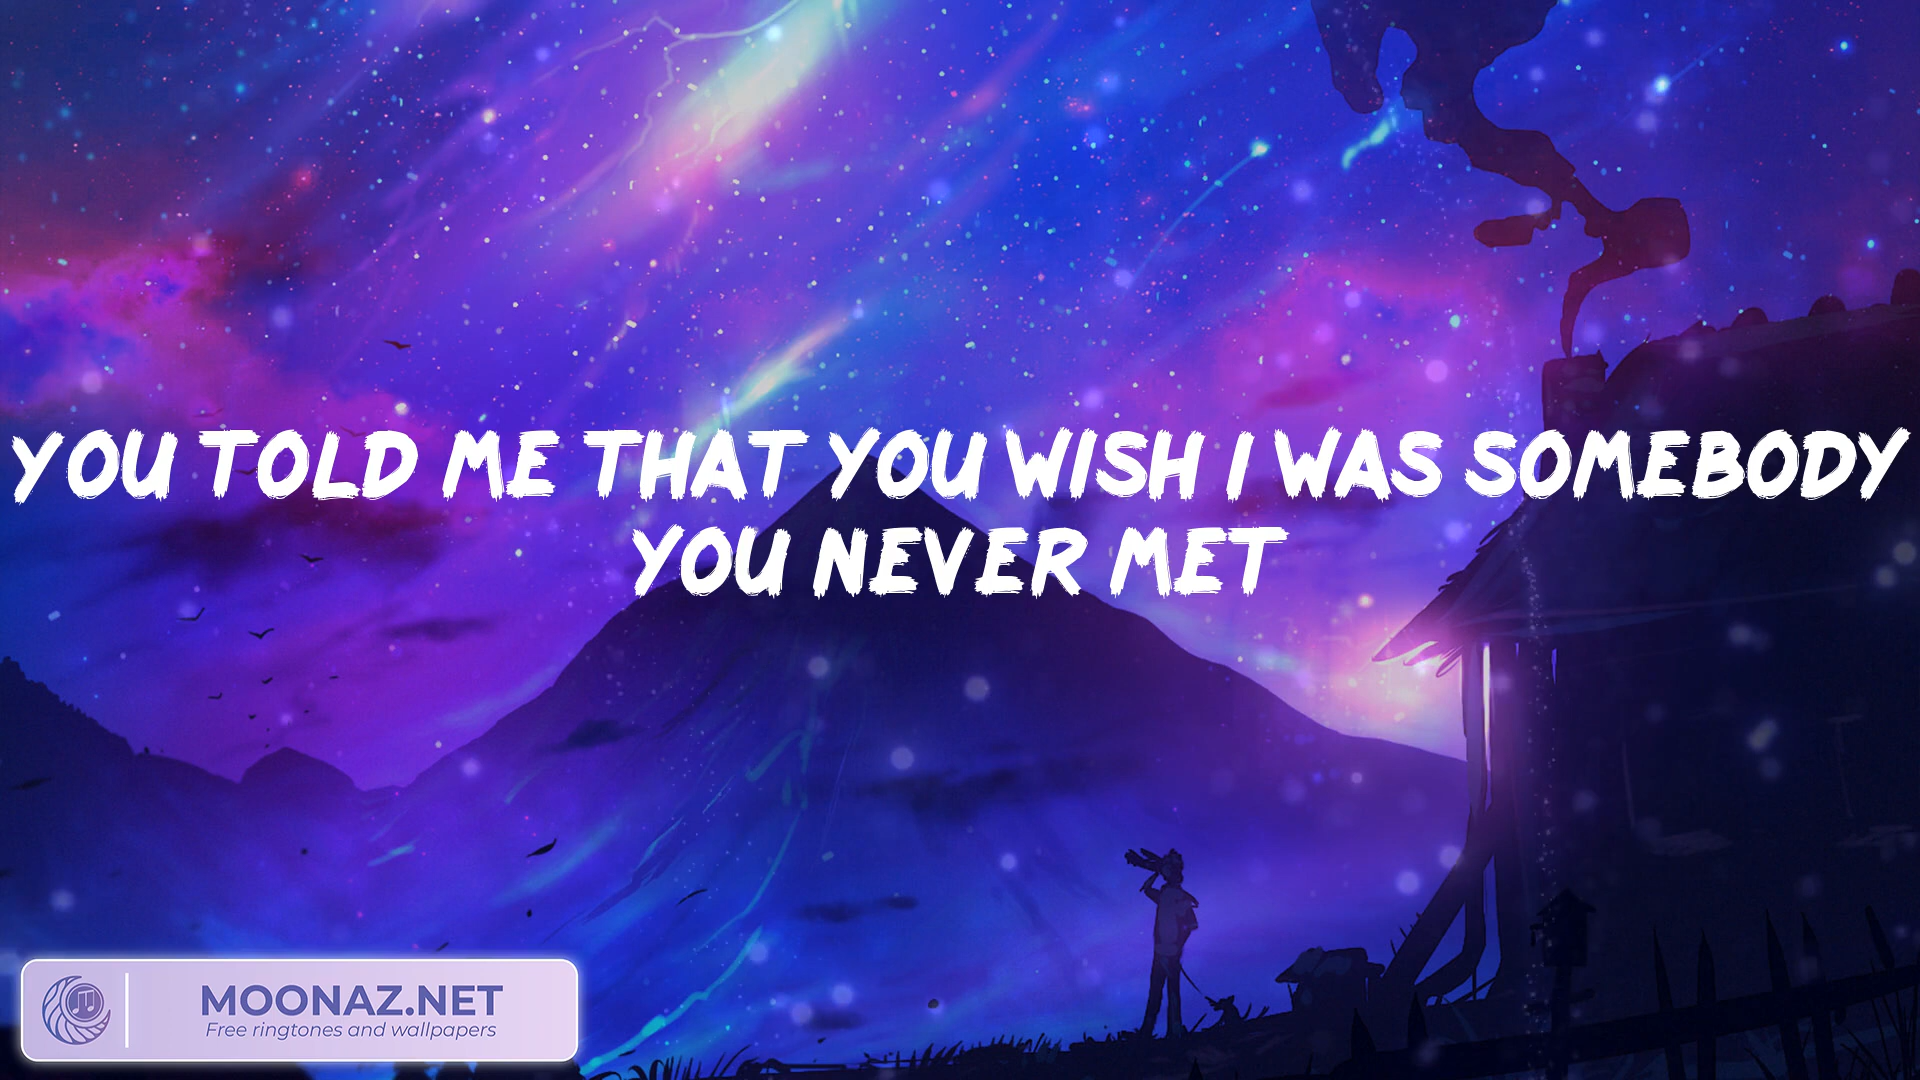 YOU TOLD ME THAT YOU WISH I WAS SOMEBODY
YOU NEVER MET
MOONAZ.NET
Free ringtones and wallpapers